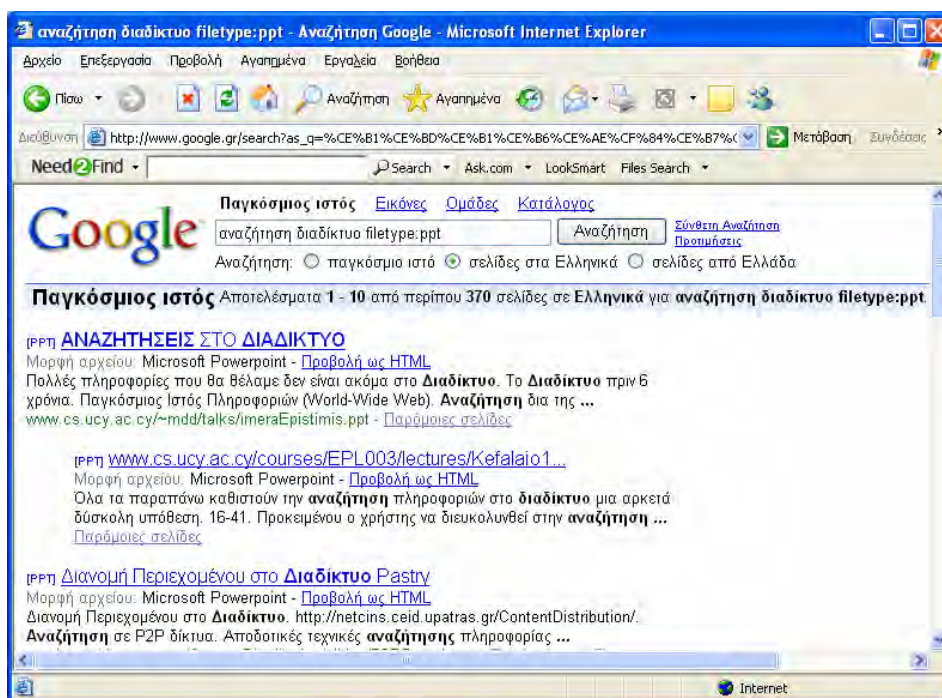 αναζήτηση διαδίκτυο filetype:ppt - Αναζήτηση Google - Microsoft Internet Explorer
Αρχείο Επεξεργασία Προβολή Αγαπημένα Εργαλεία Βοήθεια
Πίσω Αναζήτηση Αγαπημένα
Διεύθυνση http://www.google.gr/search?as_q=%CE%B1%CE%BD%CE%B1%CE%B6%CE%AE%CF%84%CE%B7%( Μετάβαση Συνδέσεις »
Need2Find Search Ask.com LookSmart Files Search
Google
Παγκόσμιος ιστός Εικόνες Ομάδες Κατάλογος
αναζήτηση διαδίκτυο filetype:ppt Αναζήτηση Σύνθετη Αναζήτηση
Προτιμήσεις
Αναζήτηση: παγκόσμιο ιστό σελίδες στα Ελληνικά σελίδες από Ελλάδα
Παγκόσμιος ιστός Αποτελέσματα 1 - 10 από περίπου 370 σελίδες σε Ελληνικά για αναζήτηση διαδίκτυο filetype:ppt.
[PPT] ΑΝΑΖΗΤΗΣΕΙΣ ΣΤΟ ΔΙΑΔΙΚΤΥΟ
Μορφή αρχείου: Microsoft Powerpoint - Προβολή ως HTML
Πολλές πληροφορίες που θα θέλαμε δεν είναι ακόμα στο Διαδίκτυο. Το Διαδίκτυο πριν 6
χρόνια. Παγκόσμιος Ιστός Πληροφοριών (World-Wide Web). Αναζήτηση δια της ...
www.cs.ucy.ac.cy/~mdd/talks/imeraEpistimis.ppt - Παρόμοιες σελίδες
[PPT] www.cs.ucy.ac.cy/courses/EPL003/lectures/Kefalaio1...
Μορφή αρχείου: Microsoft Powerpoint - Προβολή ως HTML
Όλα τα παραπάνω καθιστούν την αναζήτηση πληροφοριών στο διαδίκτυο μια αρκετά
δύσκολη υπόθεση. 16-41. Προκειμένου ο χρήστης να διευκολυνθεί στην αναζήτηση ...
Παρόμοιες σελίδες
[PPT] Διανομή Περιεχομένου στο Διαδίκτυο Pastry
Μορφή αρχείου: Microsoft Powerpoint - Προβολή ως HTML
Διανομή Περιεχομένου στο Διαδίκτυο. http://netcins.ceid.upatras.gr/ContentDistribution/.
Αναζήτηση σε P2P δίκτυα. Αποδοτικές τεχνικές αναζήτησης πληροφορίας ...
Internet